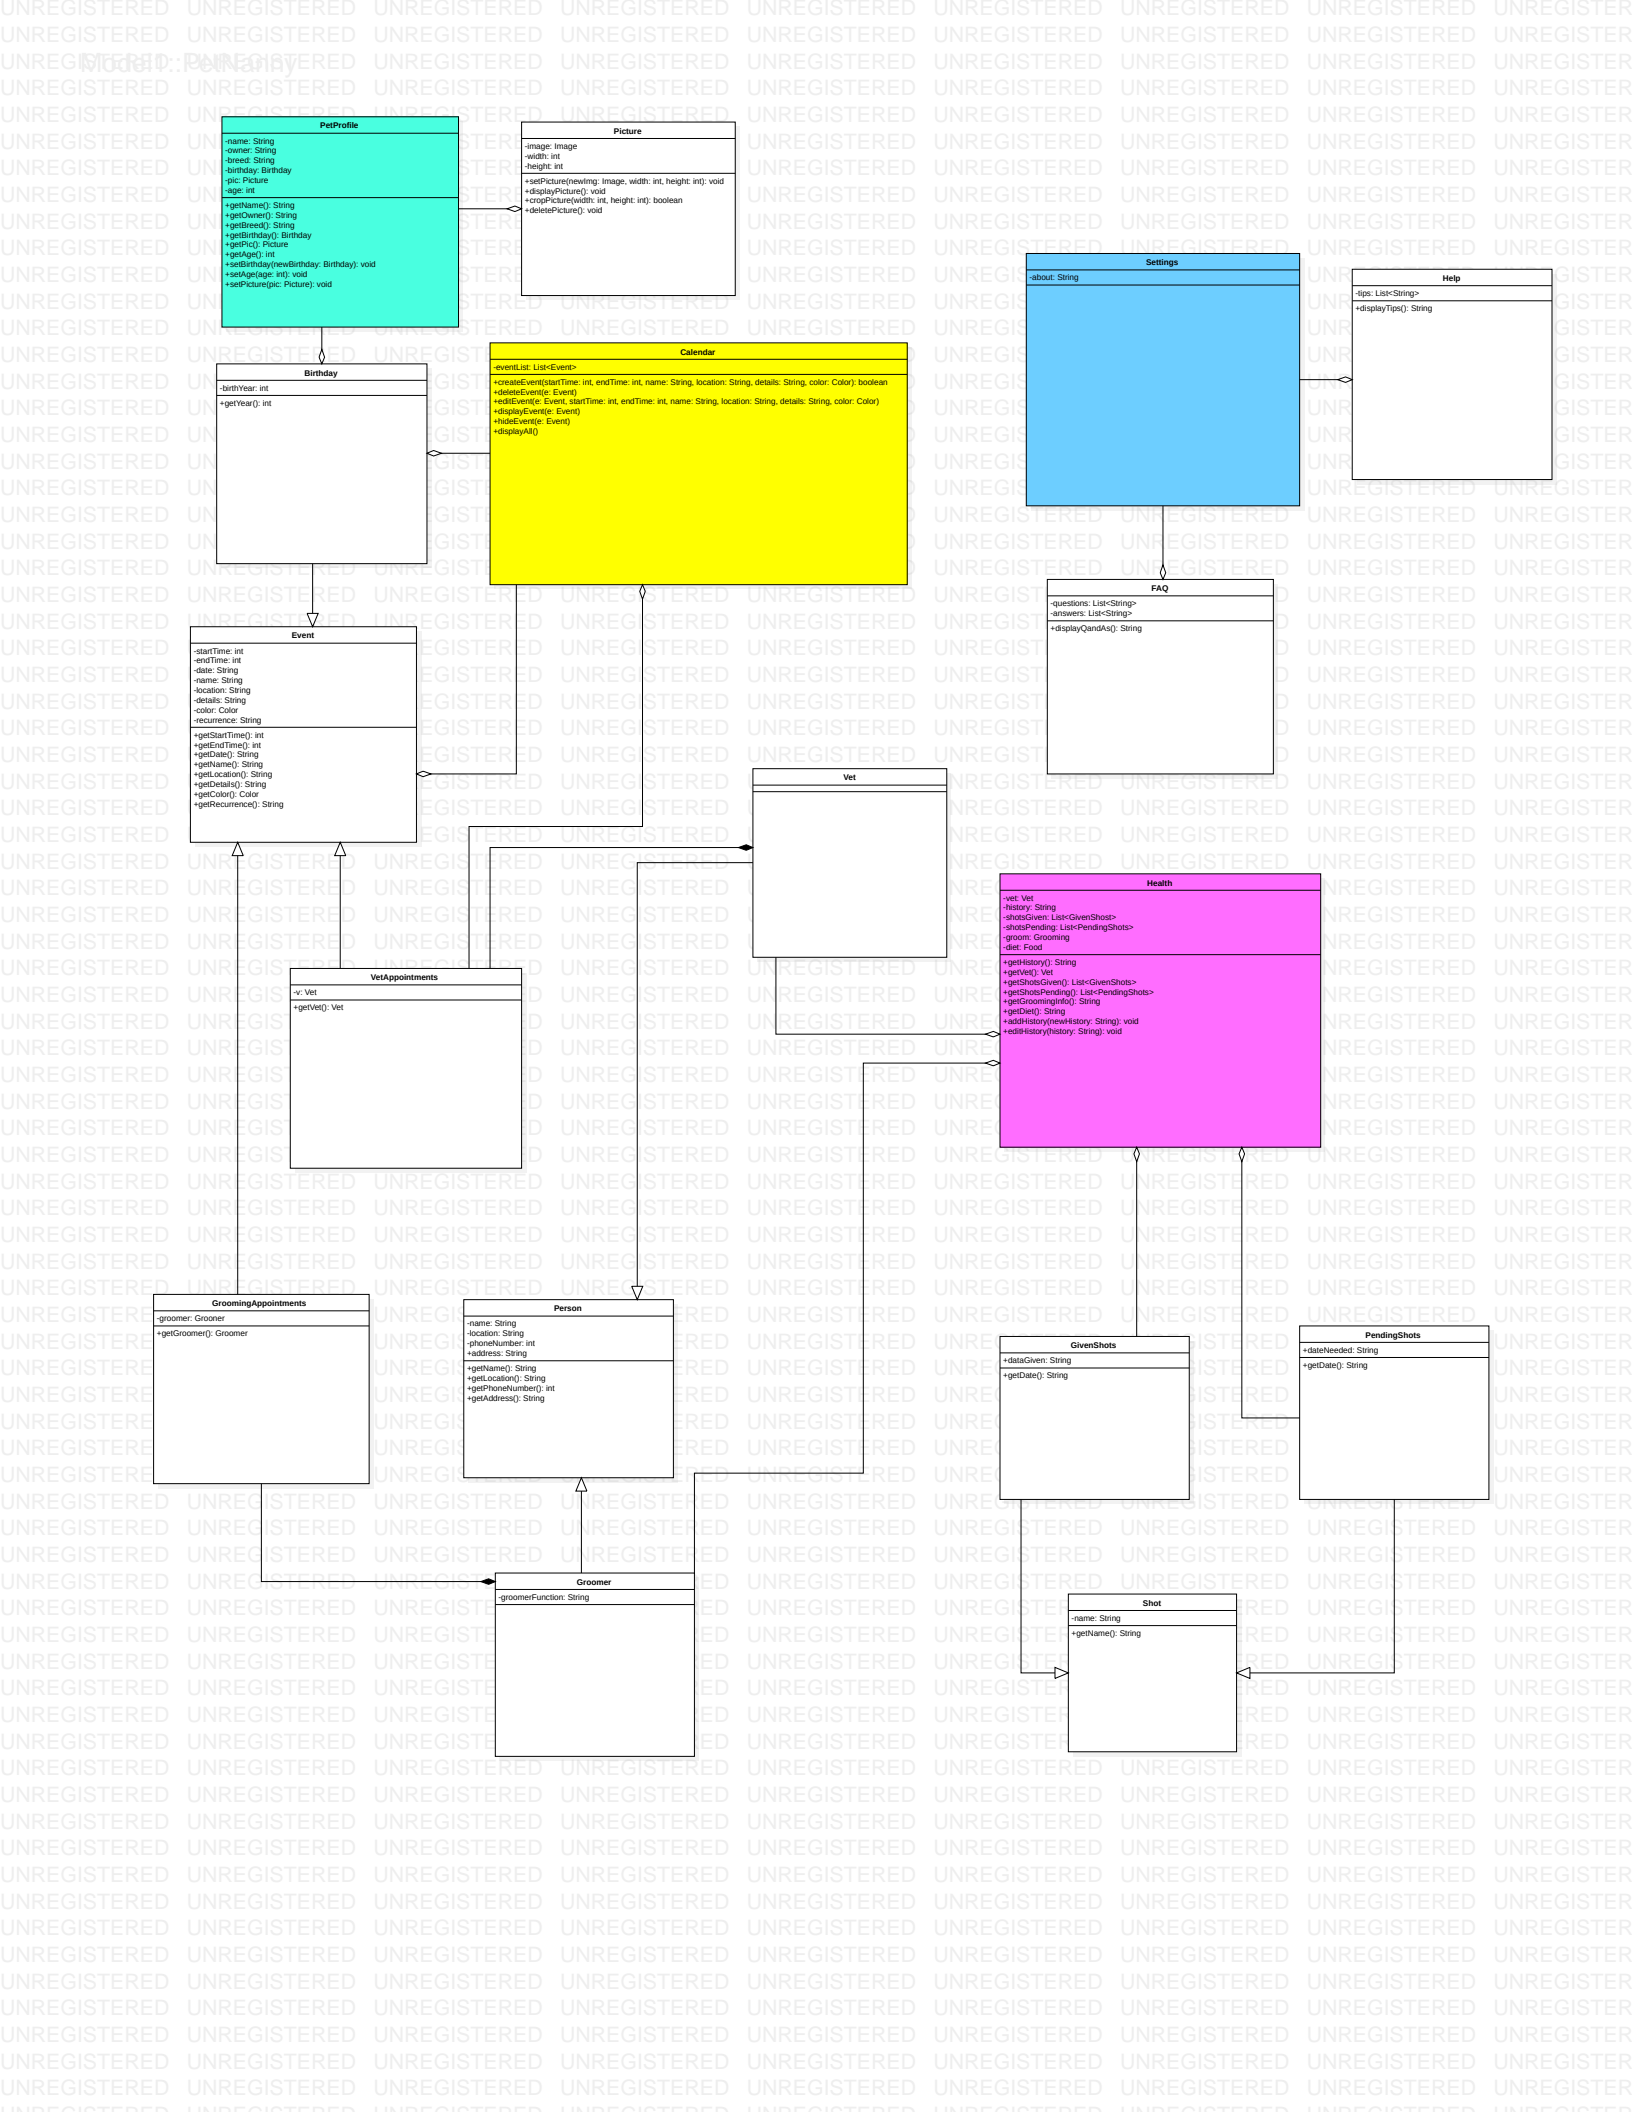 Model1::PetNanny
PetProfile
-name: String
-owner: String
-breed: String
-birthday: Birthday
-pic: Picture
-age: int
+getName(): String
+getOwner(): String
+getBreed(): String
+getBirthday(): Birthday
+getPic(): Picture
+getAge(): int
+setBirthday(newBirthday: Birthday): void
+setAge(age: int): void
+setPicture(pic: Picture): void
Picture
-image: Image
-width: int
-height: int
+setPicture(newImg: Image, width: int, height: int): void
+displayPicture(): void
+cropPicture(width: int, height: int): boolean
+deletePicture(): void
Settings
-about: String
Help
-tips: List<String>
+displayTips(): String
Birthday
-birthYear: int
+getYear(): int
Calendar
-eventList: List<Event>
+createEvent(startTime: int, endTime: int, name: String, location: String, details: String, color: Color): boolean
+deleteEvent(e: Event)
+editEvent(e: Event, startTime: int, endTime: int, name: String, location: String, details: String, color: Color)
+displayEvent(e: Event)
+hideEvent(e: Event)
+displayAll()
FAQ
-questions: List<String>
-answers: List<String>
+displayQandAs(): String
Event
-startTime: int
-endTime: int
-date: String
-name: String
-location: String
-details: String
-color: Color
-recurrence: String
+getStartTime(): int
+getEndTime(): int
+getDate(): String
+getName(): String
+getLocation(): String
+getDetails(): String
+getColor(): Color
+getRecurrence(): String
Vet
Health
-vet: Vet
-history: String
-shotsGiven: List<GivenShost>
-shotsPending: List<PendingShots>
-groom: Grooming
-diet: Food
+getHistory(): String
+getVet(): Vet
+getShotsGiven(): List<GivenShots>
+getShotsPending(): List<PendingShots>
+getGroomingInfo(): String
+getDiet(): String
+addHistory(newHistory: String): void
+editHistory(history: String): void
VetAppointments
-v: Vet
+getVet(): Vet
GroomingAppointments
-groomer: Grooner
+getGroomer(): Groomer
Person
-name: String
-location: String
-phoneNumber: int
+address: String
+getName(): String
+getLocation(): String
+getPhoneNumber(): int
+getAddress(): String
GivenShots
+dataGiven: String
+getDate(): String
PendingShots
+dateNeeded: String
+getDate(): String
Groomer
-groomerFunction: String
Shot
-name: String
+getName(): String
UNREGISTERED